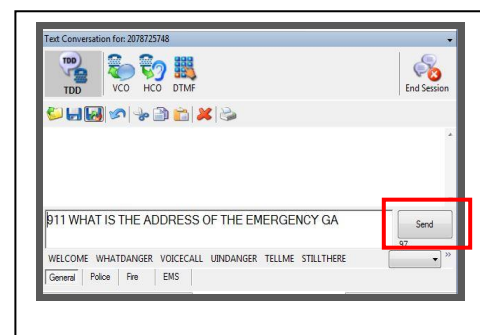 Text Conversation for: 2078725748
TDD
TDD VCO HCO DTMF End Session
911 WHAT IS THE ADDRESS OF THE EMERGENCY GA
Send
97
WELCOME WHATDANGER VOICECALL UINDANGER TELLME STILLTHERE
General Police Fire EMS